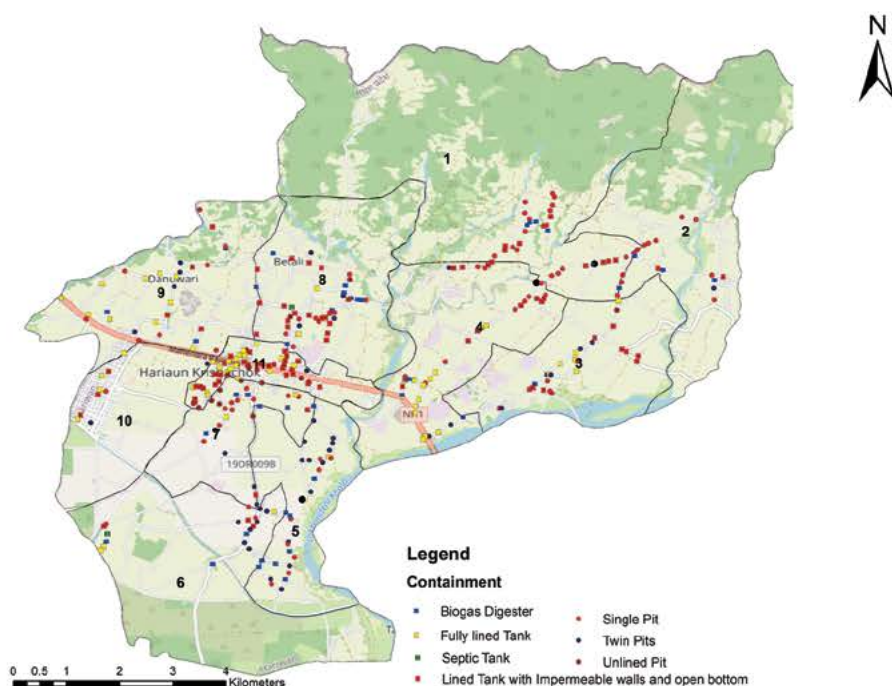 N
1
2
Betali
8
Danuwari
9
4
3
11
Hariaun Krishnachok
NH1
10
7
19DR009B
5
6
Legend
Containment
Biogas Digester
Fully lined Tank
Septic Tank
Lined Tank with Impermeable walls and open bottom
Single Pit
Twin Pits
Unlined Pit
0 0.5 1 2 3 4
Kilometers